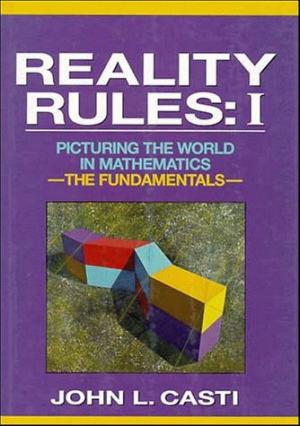 REALITY
RULES: I
PICTURING THE WORLD
IN MATHEMATICS
—THE FUNDAMENTALS—
JOHN L. CASTI